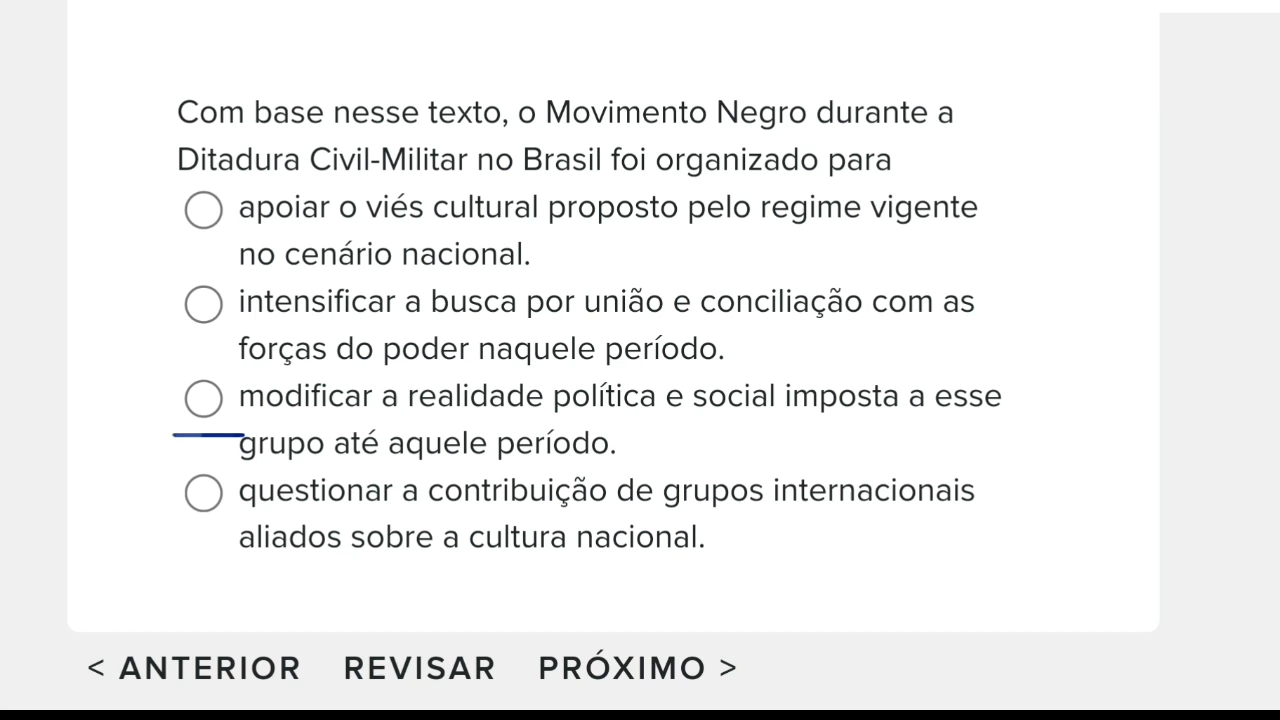 Com base nesse texto, o Movimento Negro durante a
Ditadura Civil-Militar no Brasil foi organizado para
apoiar o viés cultural proposto pelo regime vigente
no cenário nacional.
intensificar a busca por união e conciliação com as
forças do poder naquele período.
modificar a realidade política e social imposta a esse
grupo até aquele período.
questionar a contribuição de grupos internacionais
aliados sobre a cultura nacional.
< ANTERIOR REVISAR PRÓXIMO >